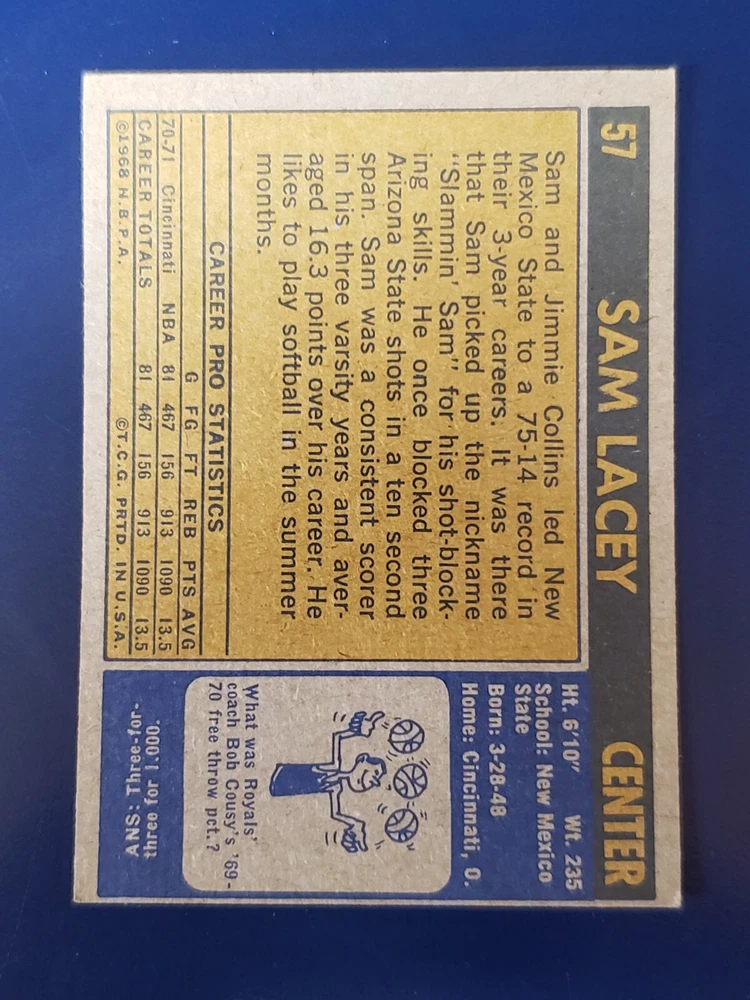 57 SAM LACEY CENTER
Sam and Jimmie Collins led New
Mexico State to a 75-14 record in
their 3-year careers. It was there
that Sam picked up the nickname
"Slammin' Sam" for his shot-block-
ing skills. He once blocked three
Arizona State shots in a ten second
span. Sam was a consistent scorer
in his three varsity years and aver-
aged 16.3 points over his career. He
likes to play softball in the summer
months.
CAREER PRO STATISTICS
G FG FT REB PTS AVG
70-71 Cincinnati NBA 81 467 156 913 1090 13.5
CAREER TOTALS 81 467 156 913 1090 13.5
©1968 N.B.P.A. ©T.C.G. PRTD. IN U.S.A.
Ht. 6'10" Wt. 235
School: New Mexico
State
Born: 3-28-48
Home: Cincinnati, O.
What was Royals'
coach Bob Cousy's '69-
70 free throw pct.?
ANS: Three-for-
three for 1.000.